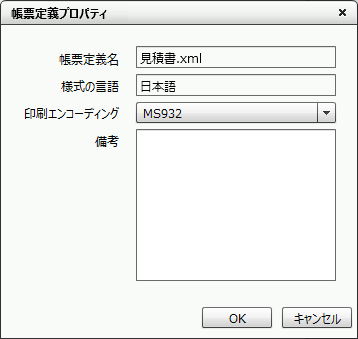 帳票定義プロパティ
帳票定義名 見積書.xml
様式の言語 日本語
印刷エンコーディング MS932
備考
OK キャンセル